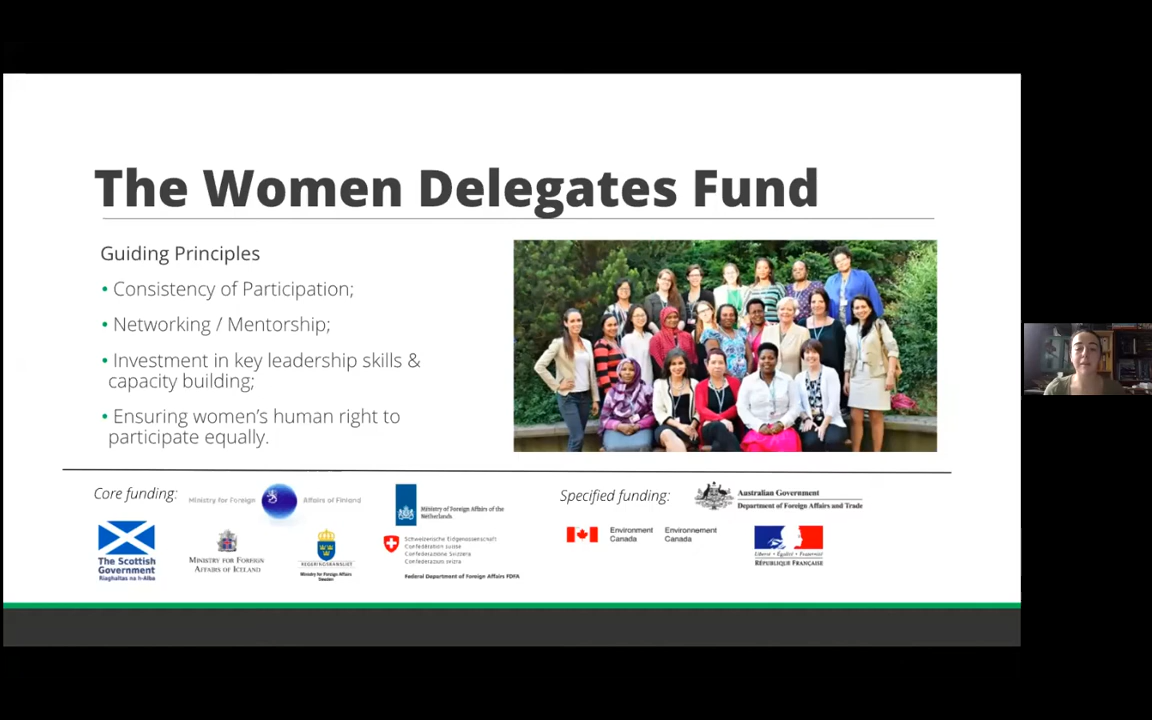 The Women Delegates Fund
Guiding Principles
• Consistency of Participation;
• Networking / Mentorship;
• Investment in key leadership skills &
capacity building;
• Ensuring women's human right to
participate equally.
Core funding:
Ministry for Foreign Affairs of Finland
Ministry of Foreign Affairs of the
Netherlands
The Scottish
Government
Riaghaltas na h-Alba
MINISTRY FOR FOREIGN
AFFAIRS OF ICELAND
REGERINGSKANSLIET
Ministry for Foreign Affairs
Sweden
Schweizerische Eidgenossenschaft
Confédération suisse
Confederazione Svizzera
Confederaziun svizra
Federal Department of Foreign Affairs FDFA
Specified funding:
Australian Government
Department of Foreign Affairs and Trade
Environment Environnement
Canada Canada
Liberté • Égalité • Fraternité
RÉPUBLIQUE FRANÇAISE